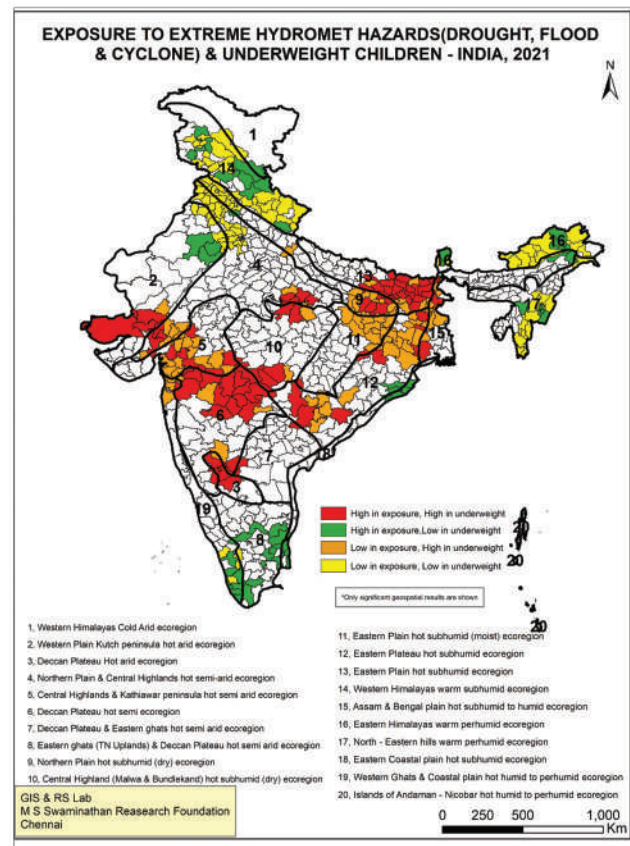 EXPOSURE TO EXTREME HYDROMET HAZARDS(DROUGHT, FLOOD
& CYCLONE) & UNDERWEIGHT CHILDREN - INDIA, 2021
N
1
14
16
2
4
13
18
9
17
5
10
11
15
12
6
7
18
3
19
8
High in exposure, High in underweight
High in exposure,Low in underweight
Low in exposure, High in underweight
Low in exposure, Low in underweight
20
20
20
*Only significant geospatial results are shown
1, Western Himalayas Cold Arid ecoregion
2, Western Plain Kutch peninsula hot arid ecoregion
3, Deccan Plateau Hot arid ecoregion
4, Northern Plain & Central Highlands hot semi-arid ecoregion
5, Central Highlands & Kathiawar peninsula hot semi arid ecoregion
6, Deccan Plateau hot semi arid ecoregion
7, Deccan Plateau & Eastern ghats hot semi arid ecoregion
8, Eastern ghats (TN Uplands) & Deccan Plateau hot semi arid ecoregion
9, Northern Plain hot subhumid (dry) ecoregion
10, Central Highland (Malwa & Bundlekand) hot subhumid (dry) ecoregion
11, Eastern Plain hot subhumid (moist) ecoregion
12, Eastern Plateau hot subhumid ecoregion
13, Eastern Plain hot subhumid ecoregion
14, Western Himalayas warm subhumid ecoregion
15, Assam & Bengal plain hot subhumid to humid ecoregion
16, Eastern Himalayas warm perhumid ecoregion
17, North - Eastern hills warm perhumid ecoregion
18, Eastern Coastal plain hot subhumid ecoregion
19, Western Ghats & Coastal plain hot humid to perhumid ecoregion
20, Islands of Andaman - Nicobar hot humid to perhumid ecoregion
GIS & RS Lab
M S Swaminathan Reasearch Foundation
Chennai
0 250 500 1,000
Km